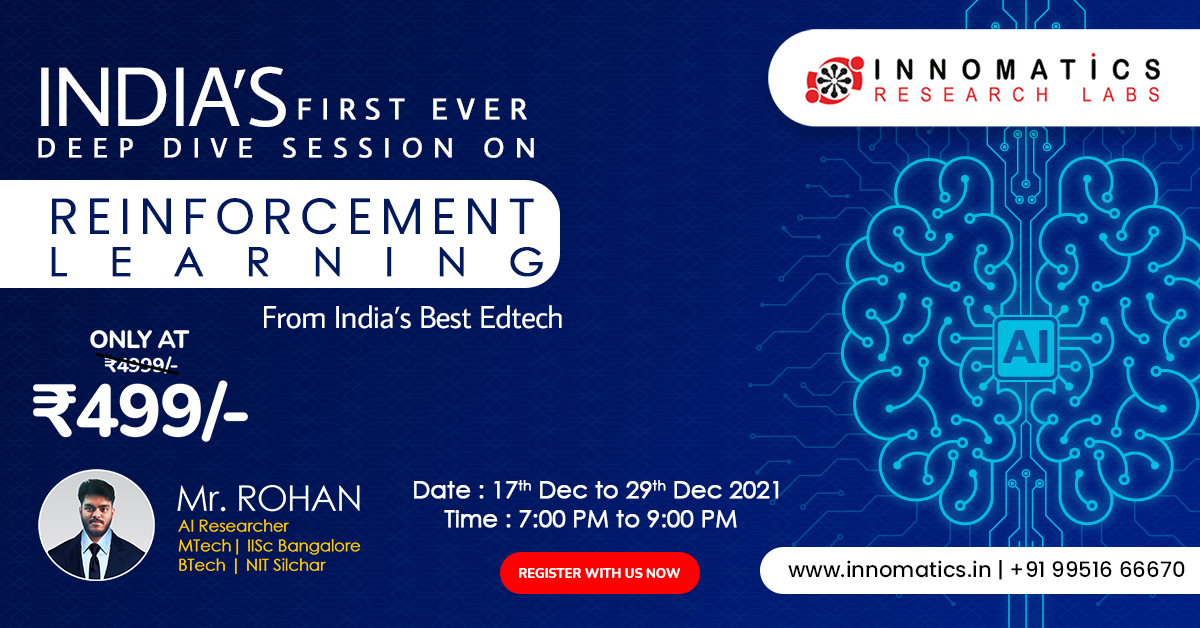 INDIA'S FIRST EVER
DEEP DIVE SESSION ON
REINFORCEMENT
LEARNING
From India's Best Edtech
ONLY AT
₹4999/-
₹499/-
Mr. ROHAN
AI Researcher
MTech| IISc Bangalore
BTech | NIT Silchar
Date : 17th Dec to 29th Dec 2021
Time : 7:00 PM to 9:00 PM
REGISTER WITH US NOW
INNOMATiCS
RESEARCH LABS
AI
www.innomatics.in | +91 99516 66670